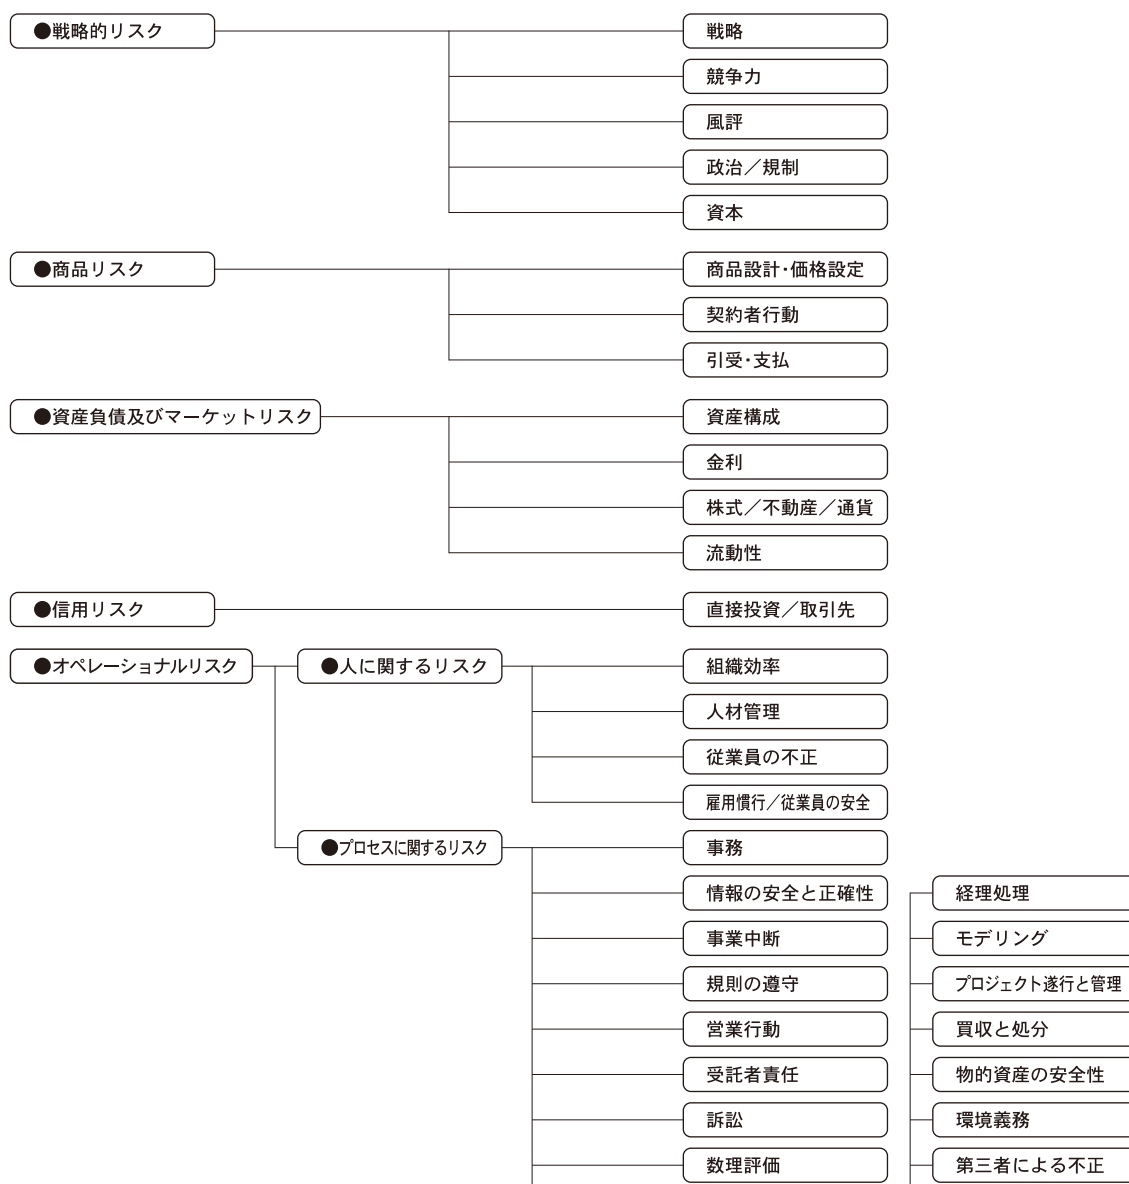 ●戦略的リスク
戦略
競争力
風評
政治／規制
資本
●商品リスク
商品設計・価格設定
契約者行動
引受・支払
●資産負債及びマーケットリスク
資産構成
金利
株式／不動産／通貨
流動性
●信用リスク
直接投資／取引先
●オペレーショナルリスク
●人に関するリスク
組織効率
人材管理
従業員の不正
雇用慣行／従業員の安全
●プロセスに関するリスク
事務
情報の安全と正確性
事業中断
規則の遵守
営業行動
受託者責任
訴訟
数理評価
経理処理
モデリング
プロジェクト遂行と管理
買収と処分
物的資産の安全性
環境義務
第三者による不正